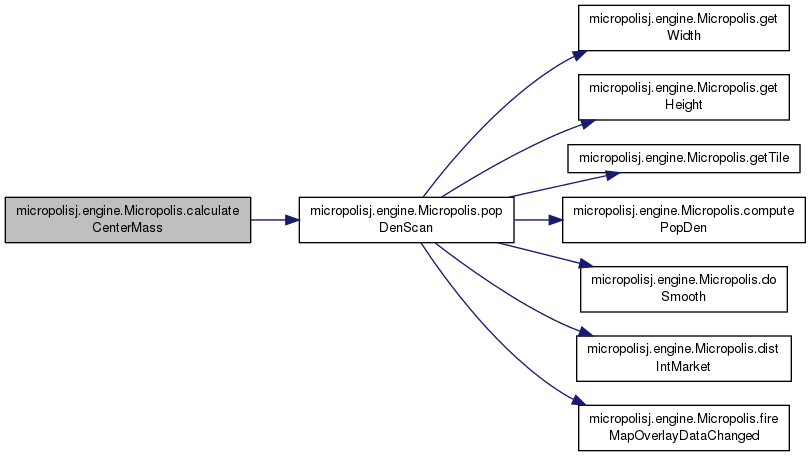 micropolisj.engine.Micropolis.calculate
CenterMass
micropolisj.engine.Micropolis.pop
DenScan
micropolisj.engine.Micropolis.get
Width
micropolisj.engine.Micropolis.get
Height
micropolisj.engine.Micropolis.getTile
micropolisj.engine.Micropolis.compute
PopDen
micropolisj.engine.Micropolis.do
Smooth
micropolisj.engine.Micropolis.dist
IntMarket
micropolisj.engine.Micropolis.fire
MapOverlayDataChanged